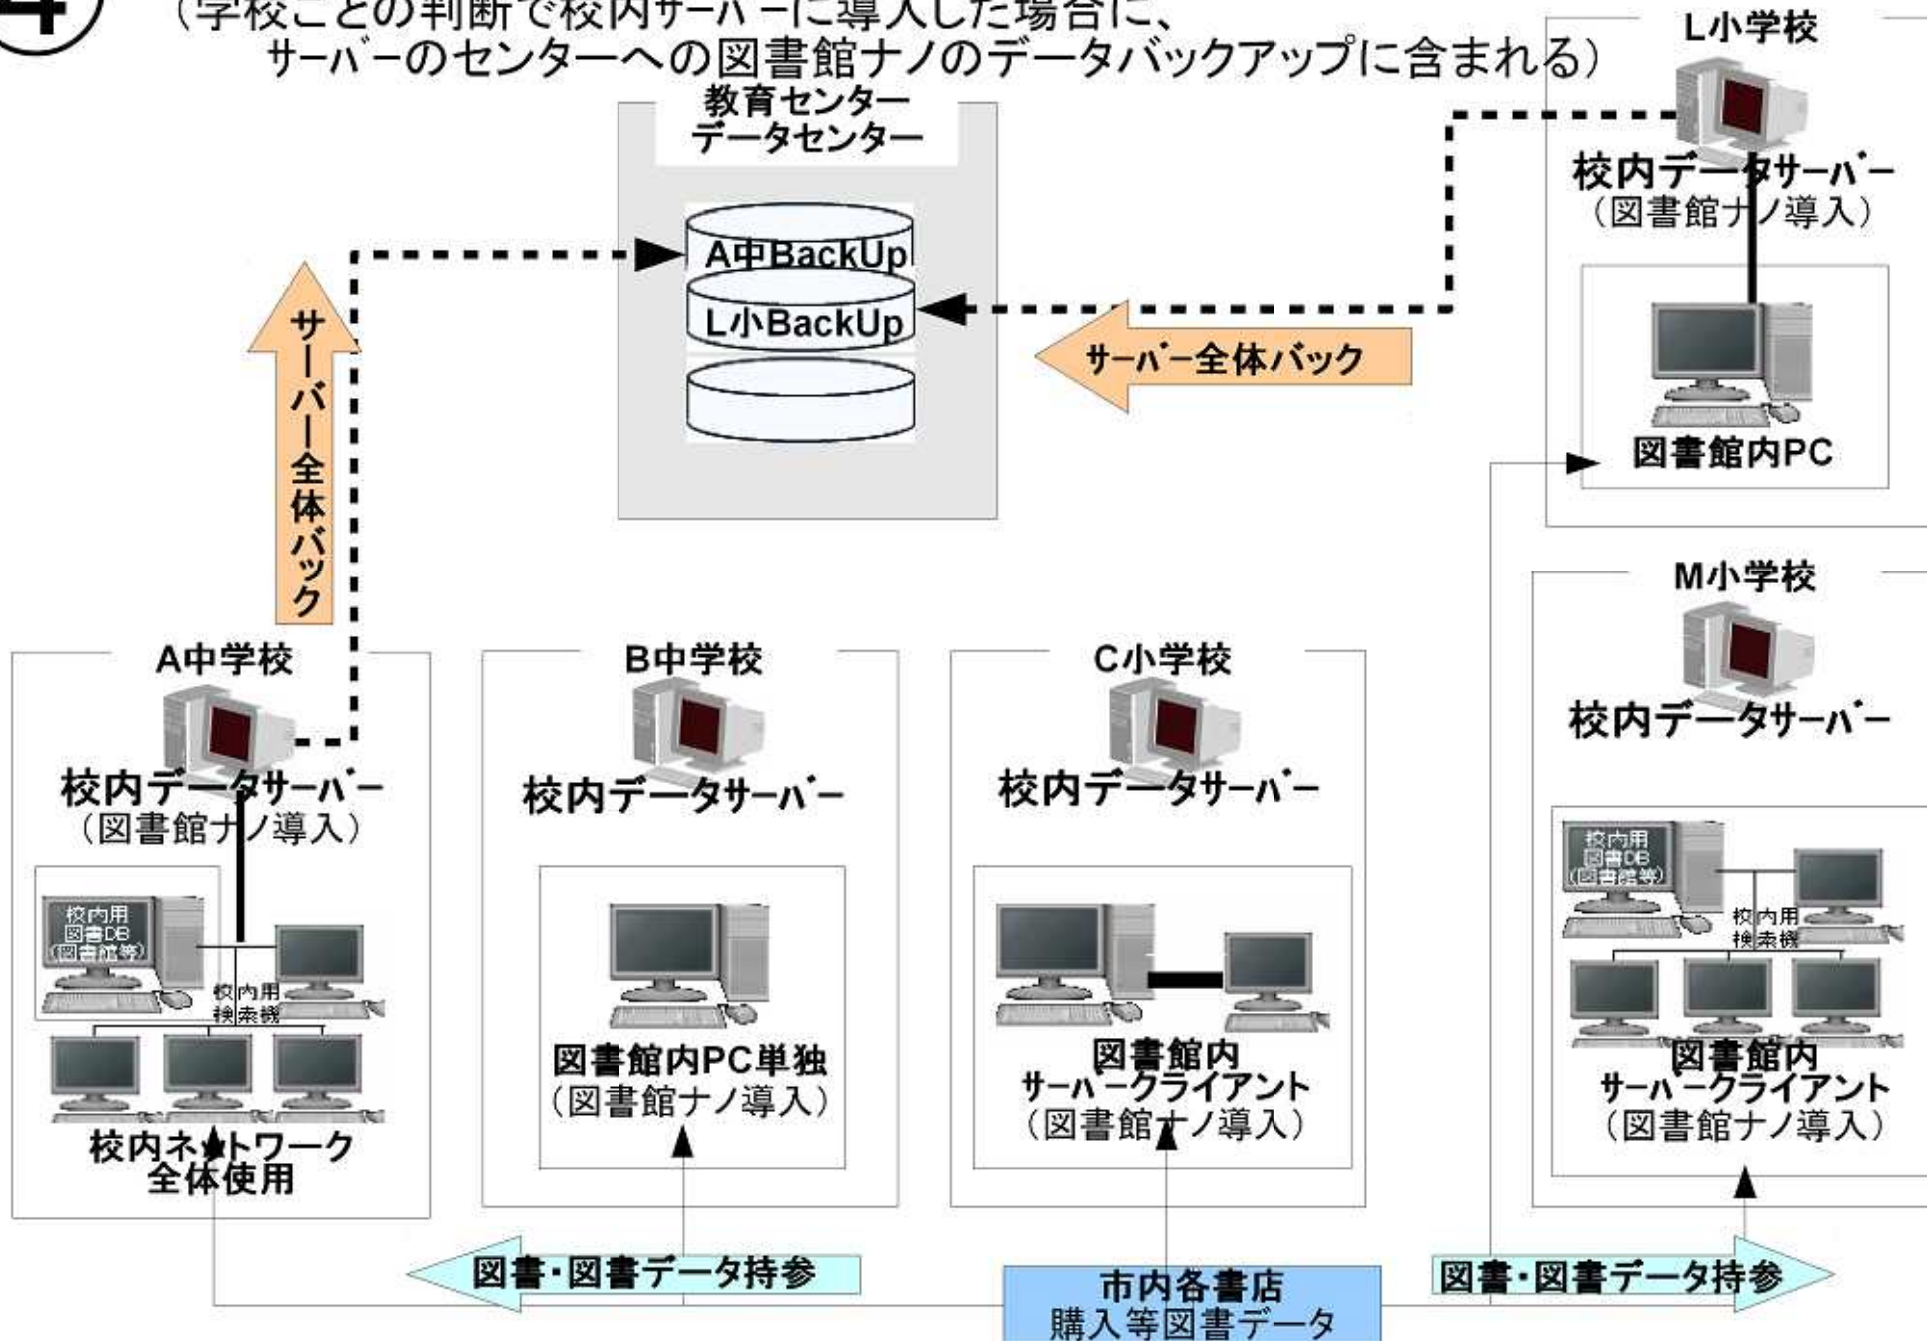 4
（学校ごとの判断で校内サーバーに導入した場合に、
サーバーのセンターへの図書館ナノのデータバックアップに含まれる）
教育センター
データセンター
A中BackUp
L小BackUp
サーバー全体バック
サーバー全体バック
L小学校
校内データサーバー
（図書館ナノ導入）
図書館内PC
M小学校
校内データサーバー
校内用
図書DB
(図書館等)
校内用
検索機
図書館内
サーバークライアント
（図書館ナノ導入）
A中学校
校内データサーバー
（図書館ナノ導入）
校内用
図書DB
(図書館等)
校内用
検索機
校内ネットワーク
全体使用
B中学校
校内データサーバー
図書館内PC単独
（図書館ナノ導入）
C小学校
校内データサーバー
図書館内
サーバークライアント
（図書館ナノ導入）
図書・図書データ持参
市内各書店
購入等図書データ
図書・図書データ持参